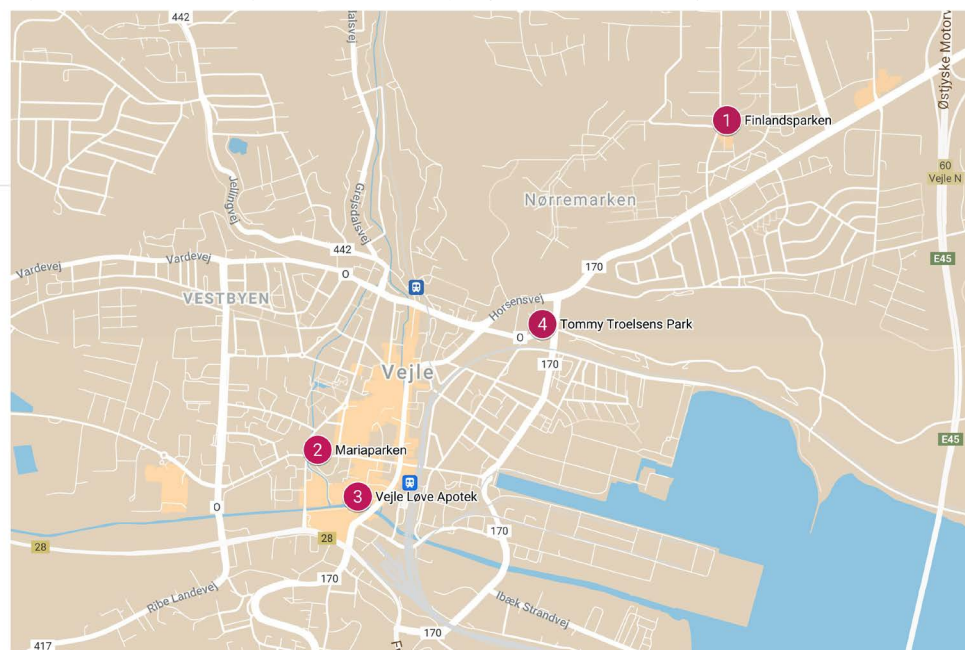 442
dalsvej
Østjyske Motorv
1 Finlandsparken
60
Vejle N
Jellingvej
Grejsdalsvej
Nørremarken
442
Vardevej
Vardevej
O
170
E45
VESTBYEN
Horsensvej
4 Tommy Troelsens Park
O
170
Vejle
2 Mariaparken
E45
3 Vejle Løve Apotek
O
170
28
28
170
Ribe Landevej
Ibæk Strandvej
170
417